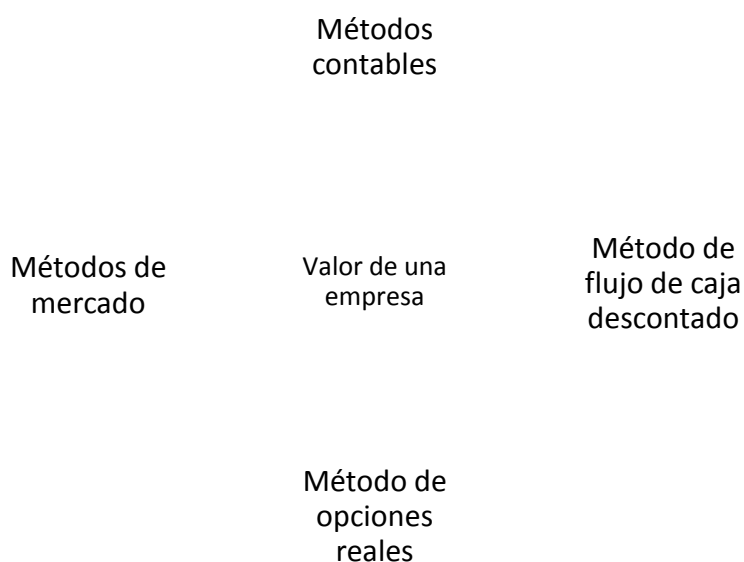 Métodos
contables
Métodos de
mercado
Valor de una
empresa
Método de
flujo de caja
descontado
Método de
opciones
reales